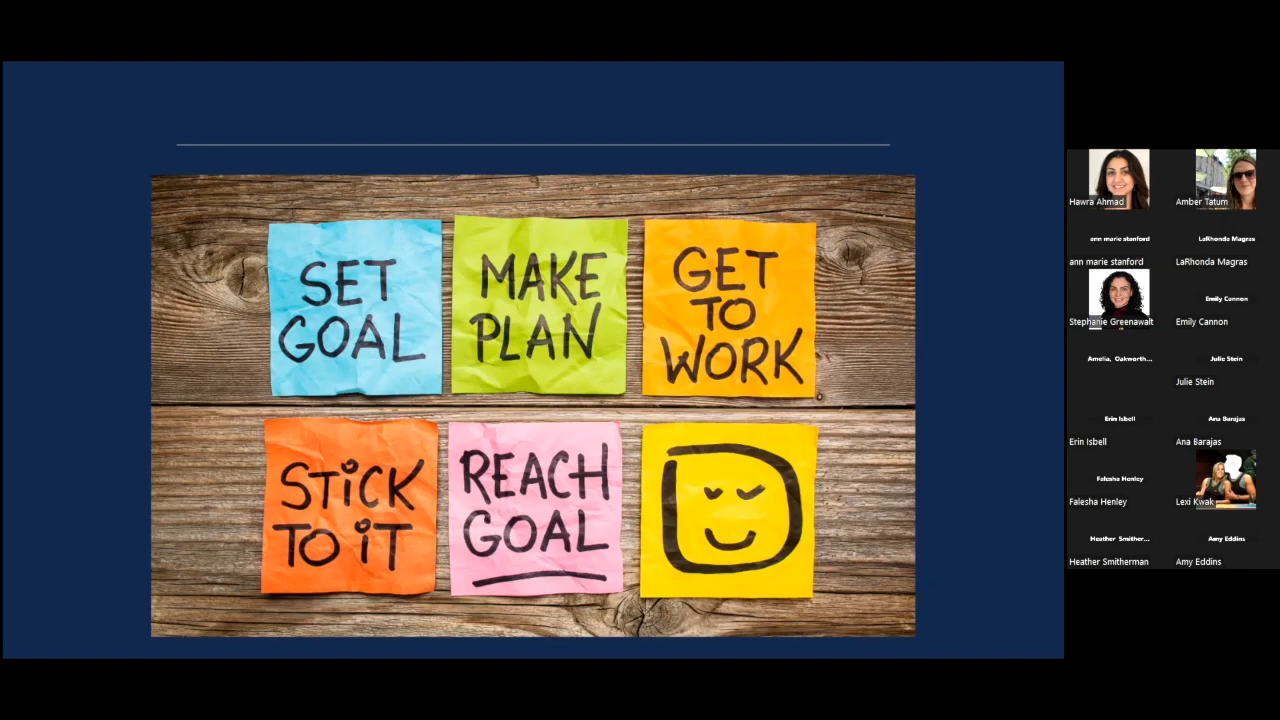 SET
GOAL
MAKE
PLAN
GET
TO
WORK
STiCK
TO iT
REACH
GOAL
Hawra Ahmad
Amber Tatum
ann marie stanford
ann marie stanford
LaRhonda Magras
LaRhonda Magras
Stephanie Greenawalt
Emily Cannon
Emily Cannon
Amelia, Oakworth...
Julie Stein
Julie Stein
Erin Isbell
Erin Isbell
Ana Barajas
Ana Barajas
Falesha Henley
Falesha Henley
Lexi Kwak
Heather Smither...
Heather Smitherman
Amy Eddins
Amy Eddins